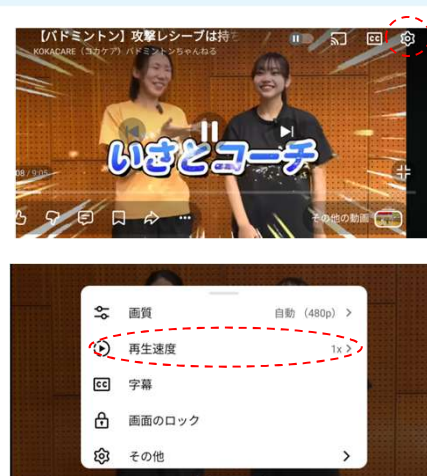 【バドミントン】攻撃レシーブは持
KOKACARE（コカケア）バドミントンちゃんねる
CC
いさとコーチ
08 / 9:05
その他の動画
画質
自動 (480p)
再生速度
1x
CC
字幕
画面のロック
その他